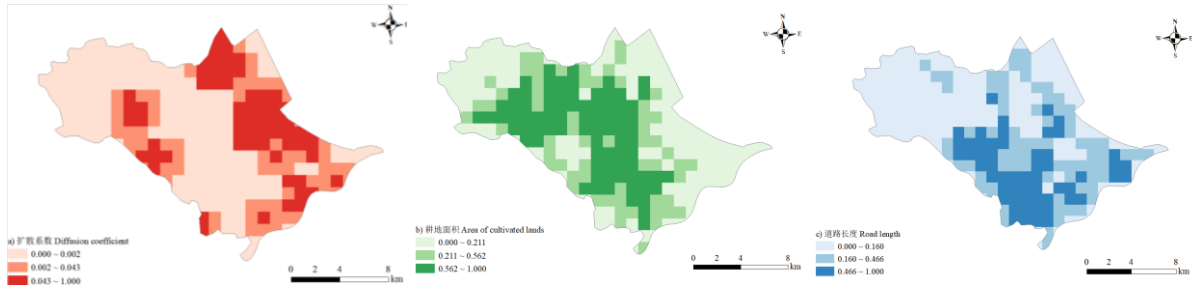 N
W E
S
a) 扩散系数 Diffusion coefficient
0.000 ~ 0.002
0.002 ~ 0.043
0.043 ~ 1.000
0 4 8
km
N
W E
S
b) 耕地面积 Area of cultivated lands
0.000 ~ 0.211
0.211 ~ 0.562
0.562 ~ 1.000
0 4 8
km
N
W E
S
c) 道路长度 Road length
0.000 ~ 0.160
0.160 ~ 0.466
0.466 ~ 1.000
0 4 8
km